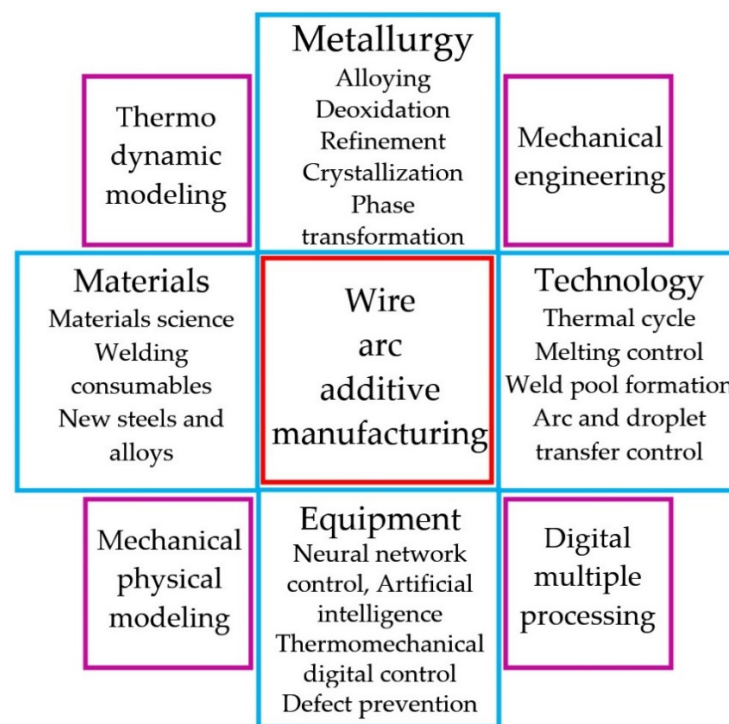 Metallurgy
Alloying
Deoxidation
Refinement
Crystallization
Phase
transformation
Thermo
dynamic
modeling
Mechanical
engineering
Materials
Materials science
Welding
consumables
New steels and
alloys
Wire
arc
additive
manufacturing
Technology
Thermal cycle
Melting control
Weld pool formation
Arc and droplet
transfer control
Mechanical
physical
modeling
Equipment
Neural network
control, Artificial
intelligence
Thermomechanical
digital control
Defect prevention
Digital
multiple
processing